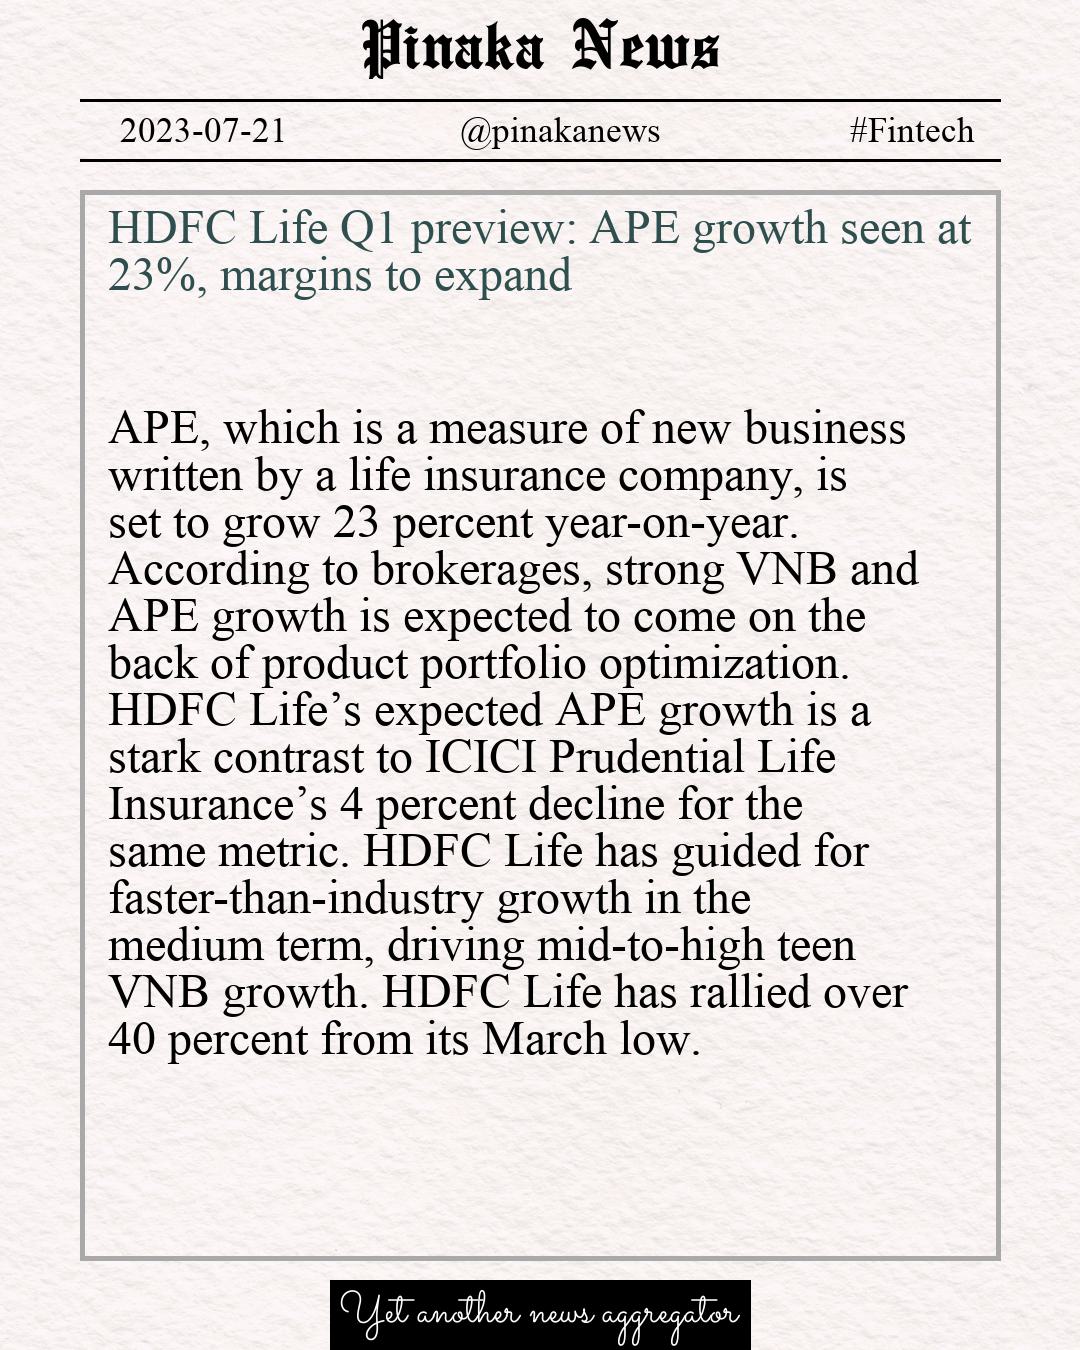 Pinaka News
2023-07-21 @pinakanews #Fintech
HDFC Life Q1 preview: APE growth seen at
23%, margins to expand
APE, which is a measure of new business
written by a life insurance company, is
set to grow 23 percent year-on-year.
According to brokerages, strong VNB and
APE growth is expected to come on the
back of product portfolio optimization.
HDFC Life’s expected APE growth is a
stark contrast to ICICI Prudential Life
Insurance’s 4 percent decline for the
same metric. HDFC Life has guided for
faster-than-industry growth in the
medium term, driving mid-to-high teen
VNB growth. HDFC Life has rallied over
40 percent from its March low.
Yet another news aggregator